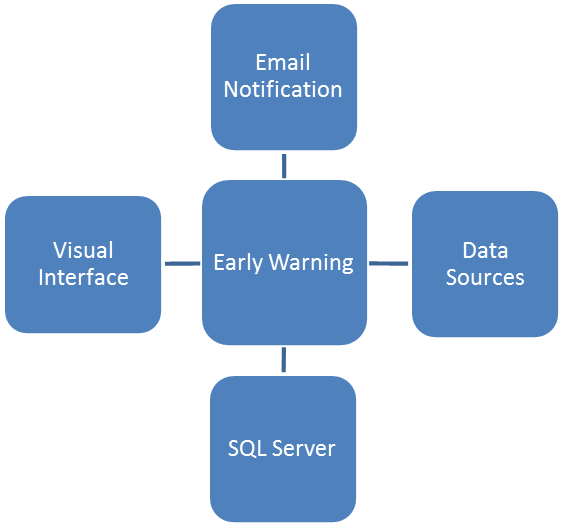 Email
Notification
Visual
Interface
Early Warning
Data
Sources
SQL Server